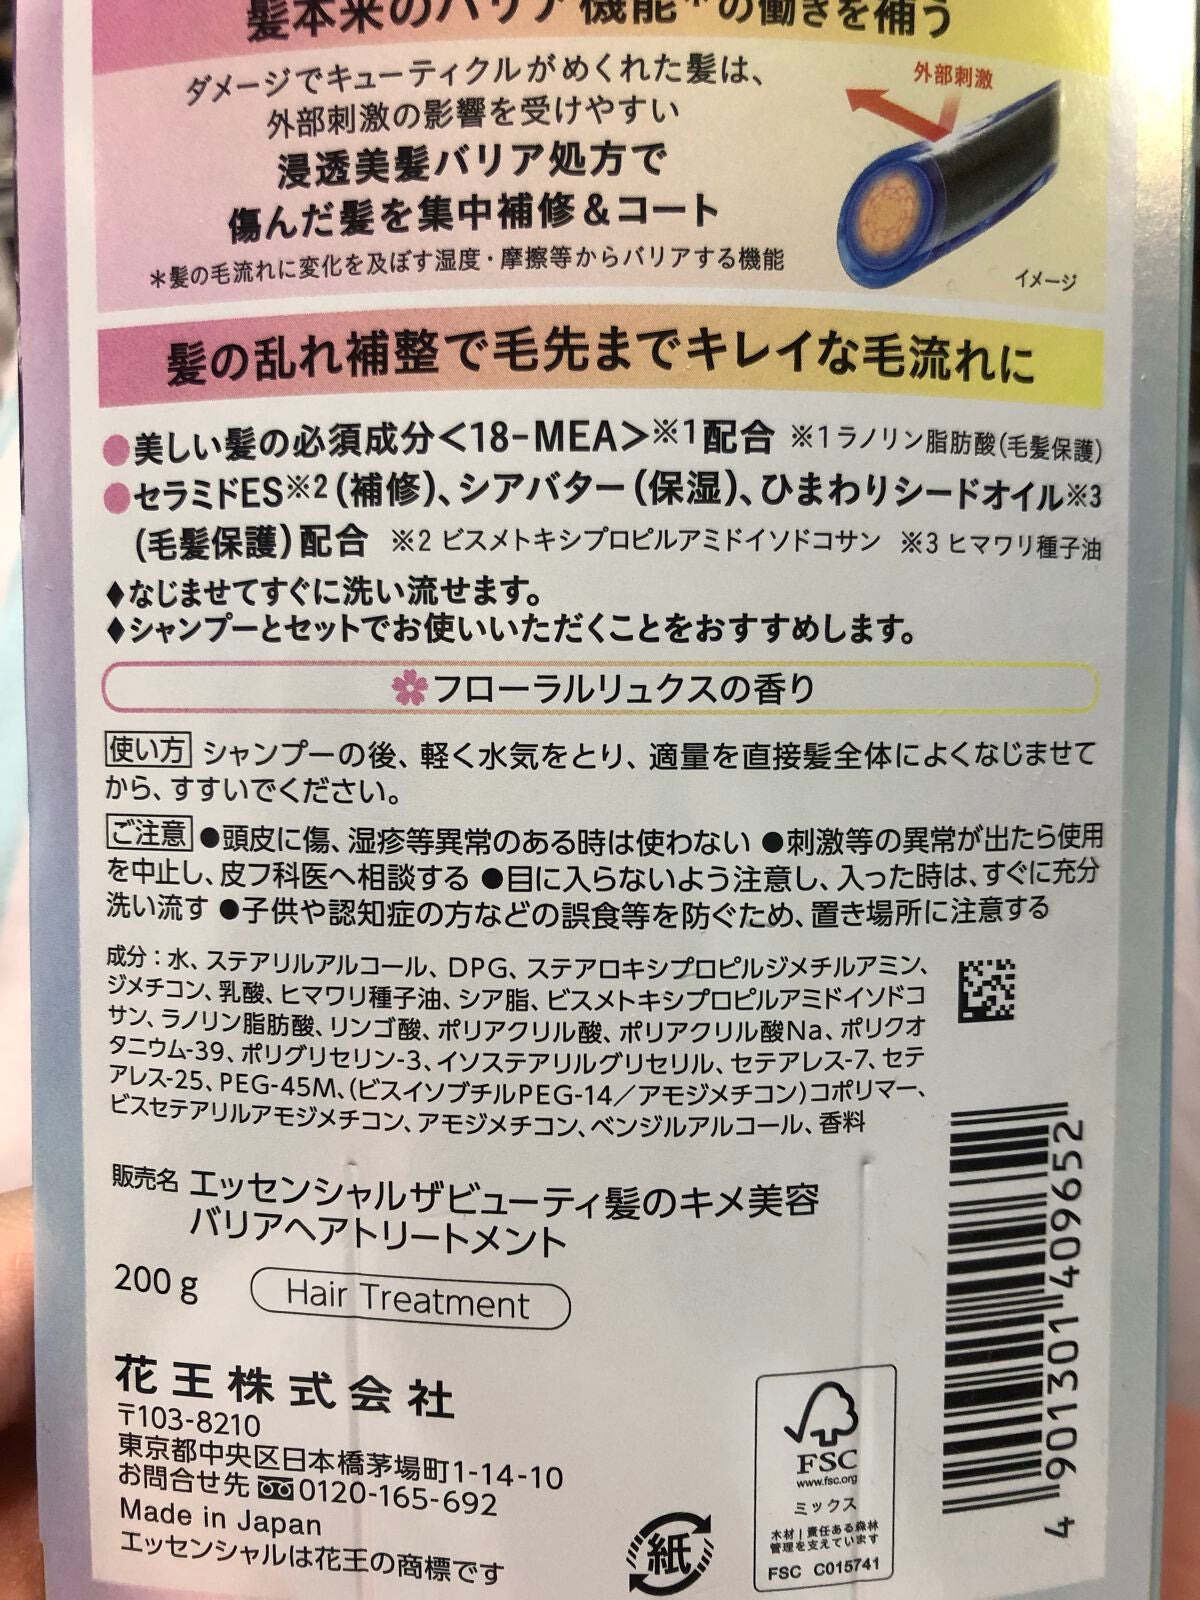 髪本来のバリア機能*の働きを補う
ダメージでキューティクルがめくれた髪は、
外部刺激の影響を受けやすい
浸透美髪バリア処方で
傷んだ髪を集中補修&コート
*髪の毛流れに変化を及ぼす湿度・摩擦等からバリアする機能
外部刺激
イメージ
髪の乱れ補整で毛先までキレイな毛流れに
●美しい髪の必須成分<18-MEA>※1配合 ※1ラノリン脂肪酸(毛髪保護)
●セラミドES※2(補修)、シアバター(保湿)、ひまわりシードオイル※3
(毛髪保護)配合 ※2 ビスメトキシプロピルアミドイソドコサン ※3 ヒマワリ種子油
♦なじませてすぐに洗い流せます。
♦シャンプーとセットでお使いいただくことをおすすめします。
フローラルリュクスの香り
使い方 シャンプーの後、軽く水気をとり、適量を直接髪全体によくなじませて
から、すすいでください。
ご注意 ●頭皮に傷、湿疹等異常のある時は使わない ●刺激等の異常が出たら使用
を中止し、皮フ科医へ相談する ●目に入らないよう注意し、入った時は、すぐに充分
洗い流す ●子供や認知症の方などの誤食等を防ぐため、置き場所に注意する
成分:水、ステアリルアルコール、DPG、ステアロキシプロピルジメチルアミン、
ジメチコン、乳酸、ヒマワリ種子油、シア脂、ビスメトキシプロピルアミドイソドコ
サン、ラノリン脂肪酸、リンゴ酸、ポリアクリル酸、ポリアクリル酸Na、ポリクオ
タニウム-39、ポリグリセリン-3、イソステアリルグリセリル、セテアレス-7、セテ
アレス-25、PEG-45M、(ビスイソブチルPEG-14/アモジメチコン)コポリマー、
ビスセテアリルアモジメチコン、アモジメチコン、ベンジルアルコール、香料
販売名 エッセンシャルザビューティ髪のキメ美容
バリアヘアトリートメント
200 g Hair Treatment
花王株式会社
〒103-8210
東京都中央区日本橋茅場町1-14-10
お問合せ先 0120-165-692
Made in Japan
エッセンシャルは花王の商標です
紙
FSC
www.fsc.org
ミックス
木材|責任ある森林
管理を支えています
FSC C015741
4 901301 409652